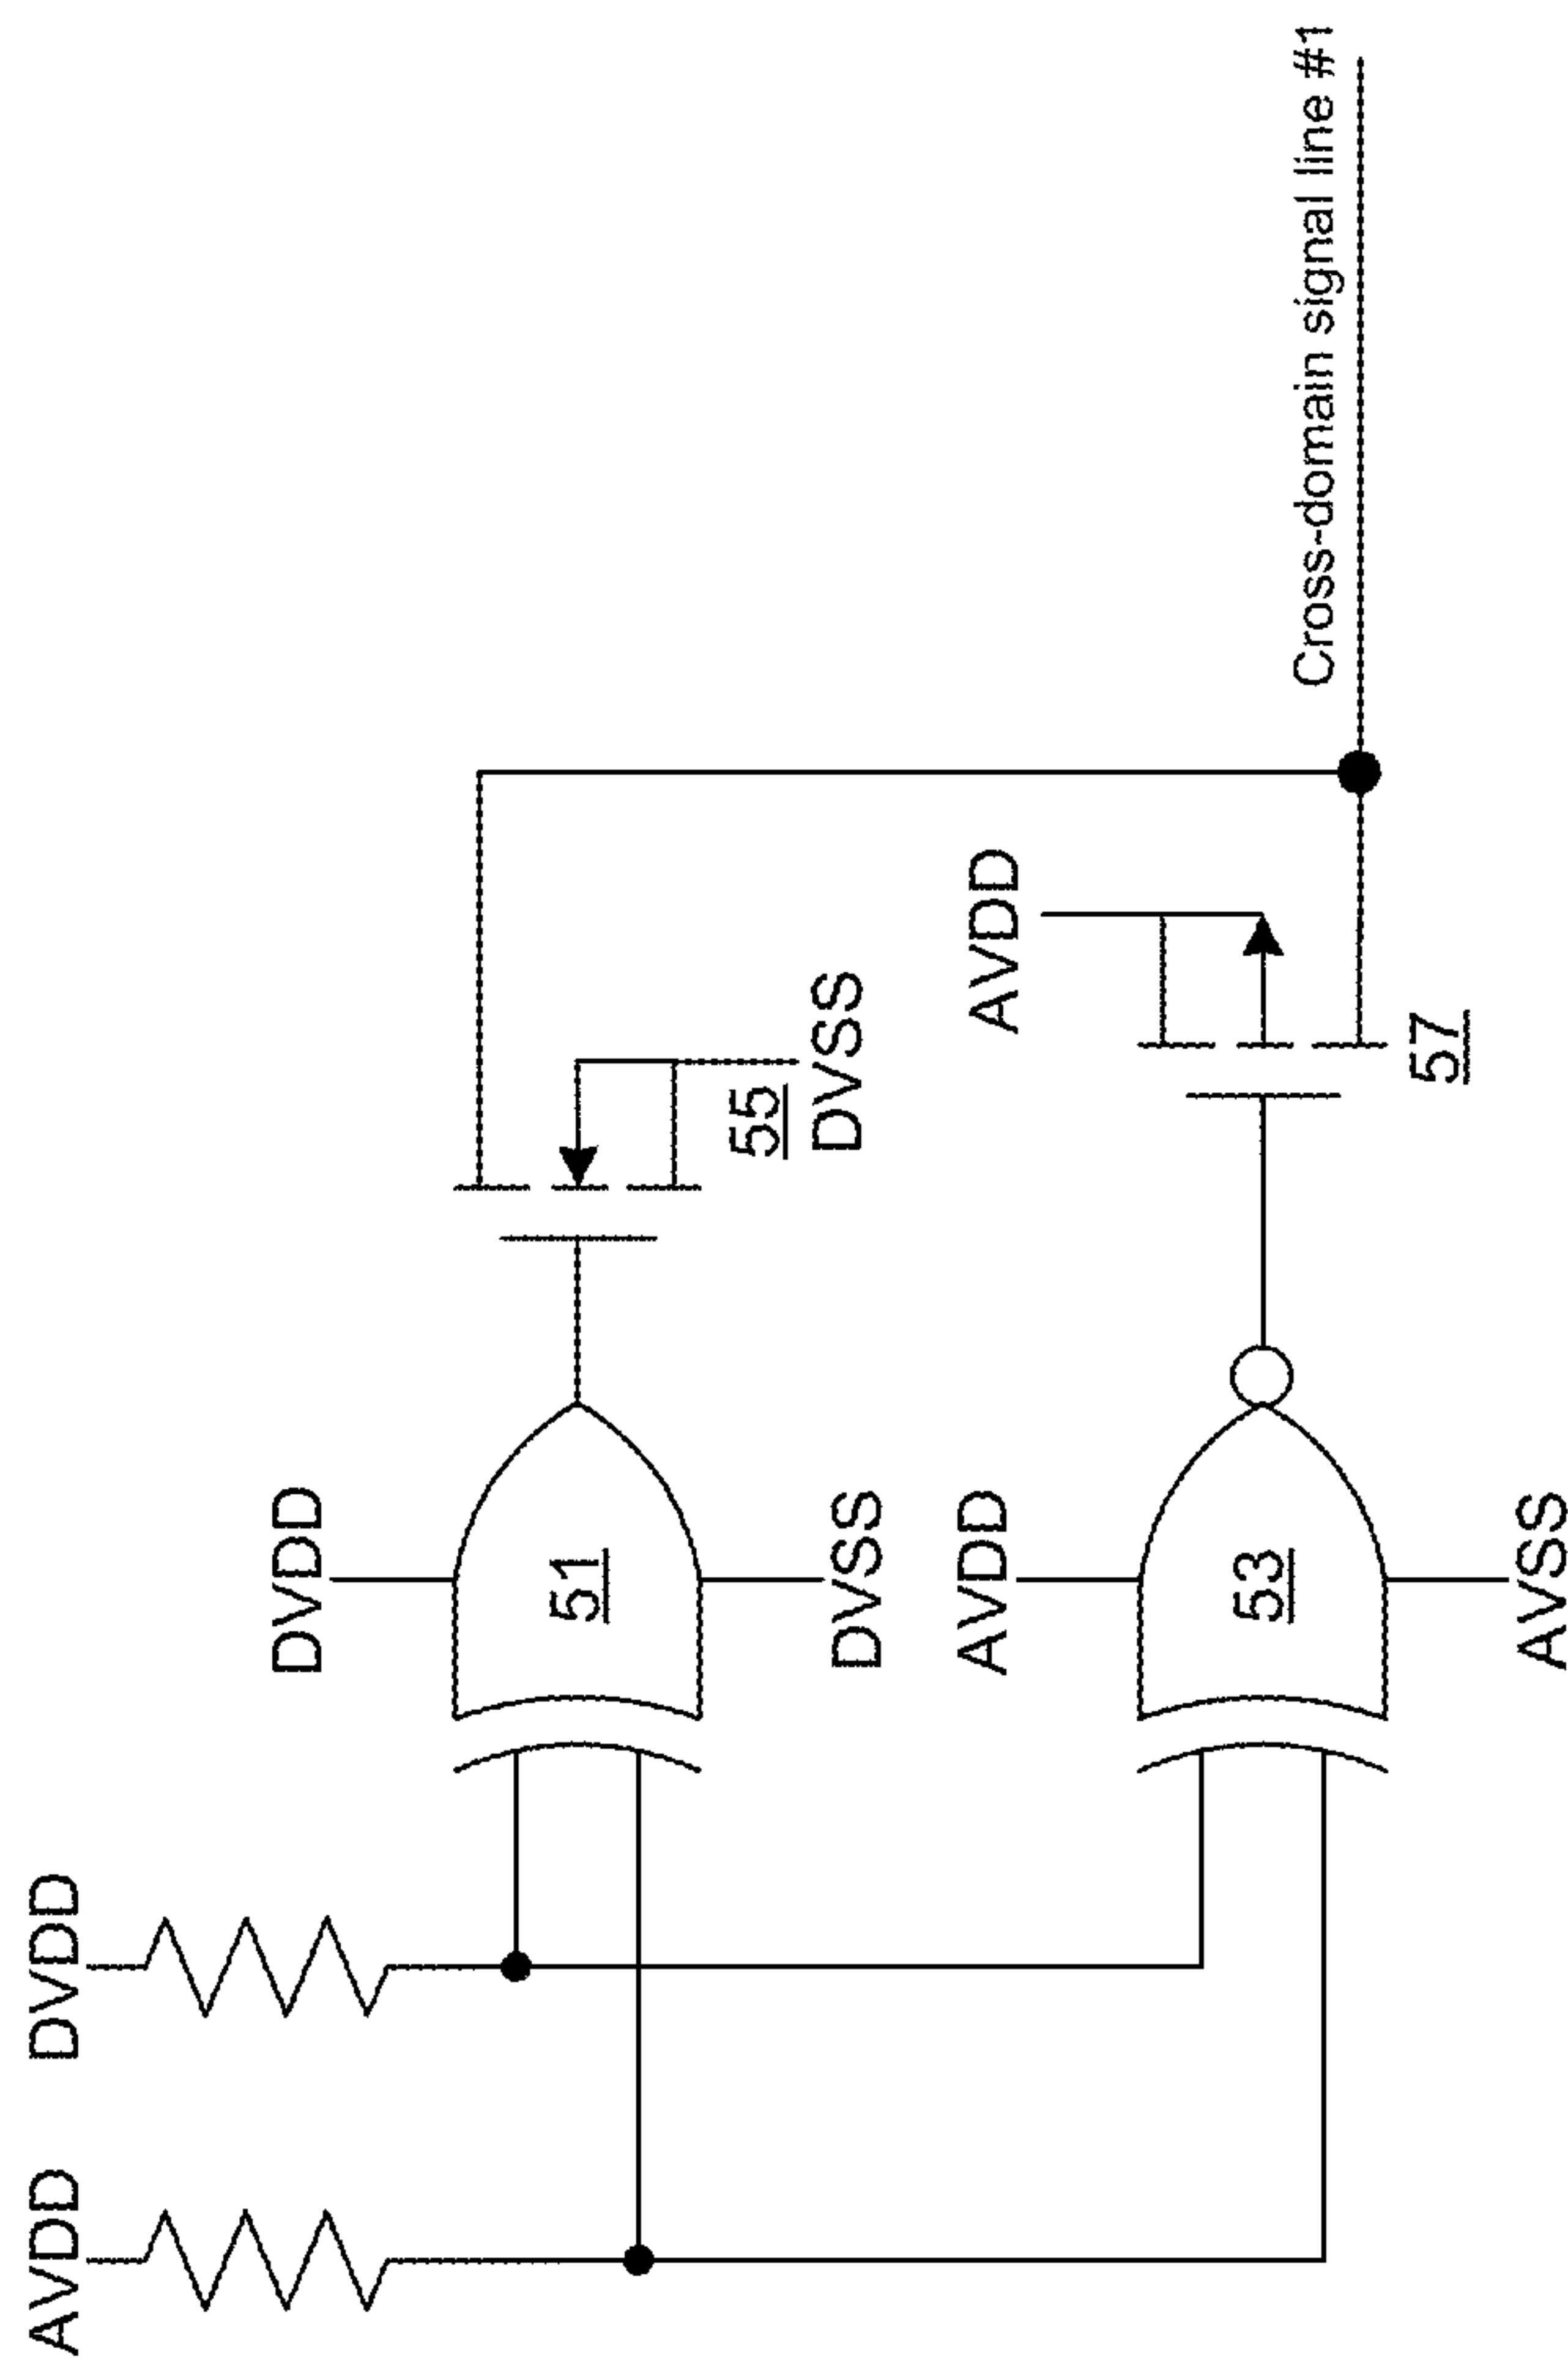 AVDD
DVDD
DVDD
51
55
DVSS
DVSS
AVDD
AVDD
53
Cross-domain signal line #1
57
AVSS